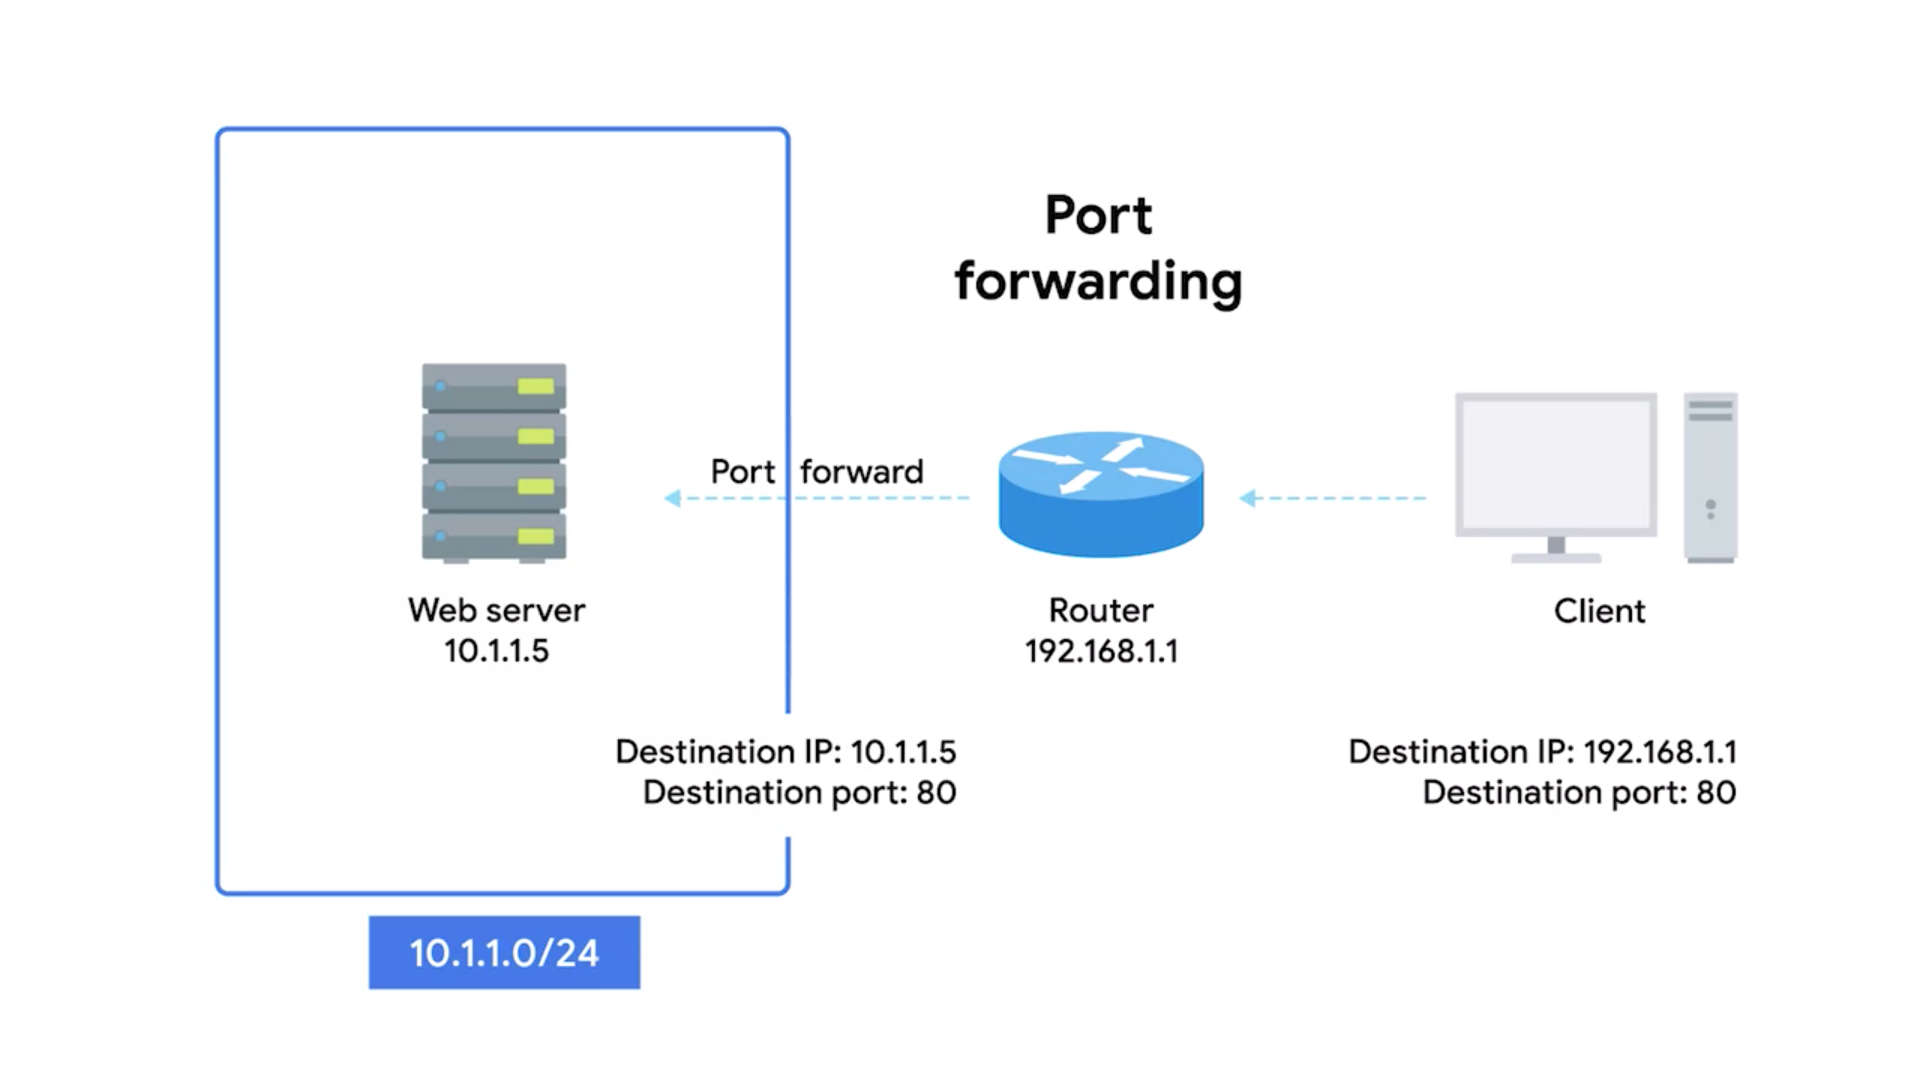 Port
forwarding
Port forward
Web server
10.1.1.5
Router
192.168.1.1
Client
Destination IP: 10.1.1.5
Destination port: 80
Destination IP: 192.168.1.1
Destination port: 80
10.1.1.0/24